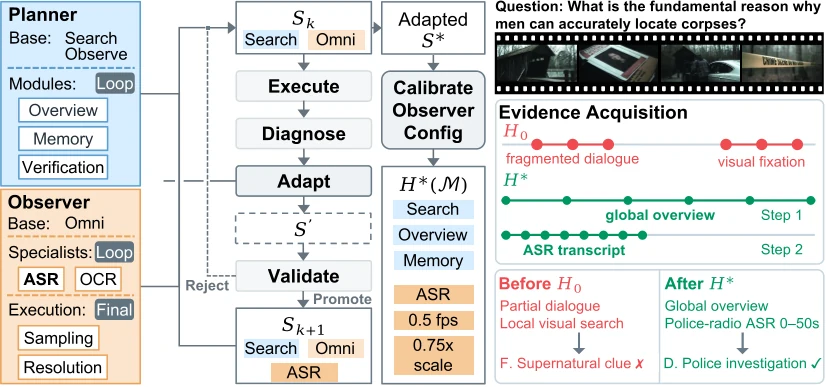 Planner
Base: Search
Observe
Modules: Loop
Overview
Memory
Verification
Observer
Base: Omni
Specialists: Loop
ASR OCR
Execution: Final
Sampling
Resolution
S_k
Search Omni
Execute
Diagnose
Adapt
S′
Validate
Reject
Promote
S_{k+1}
Search Omni
ASR
Adapted
S*
Calibrate
Observer
Config
H*(M)
Search
Overview
Memory
ASR
0.5 fps
0.75x
scale
Question: What is the fundamental reason why
men can accurately locate corpses?
Evidence Acquisition
H_0
fragmented dialogue visual fixation
H*
global overview Step 1
ASR transcript Step 2
Before H_0
Partial dialogue
Local visual search
F. Supernatural clue ✗
After H*
Global overview
Police-radio ASR 0–50s
D. Police investigation ✓